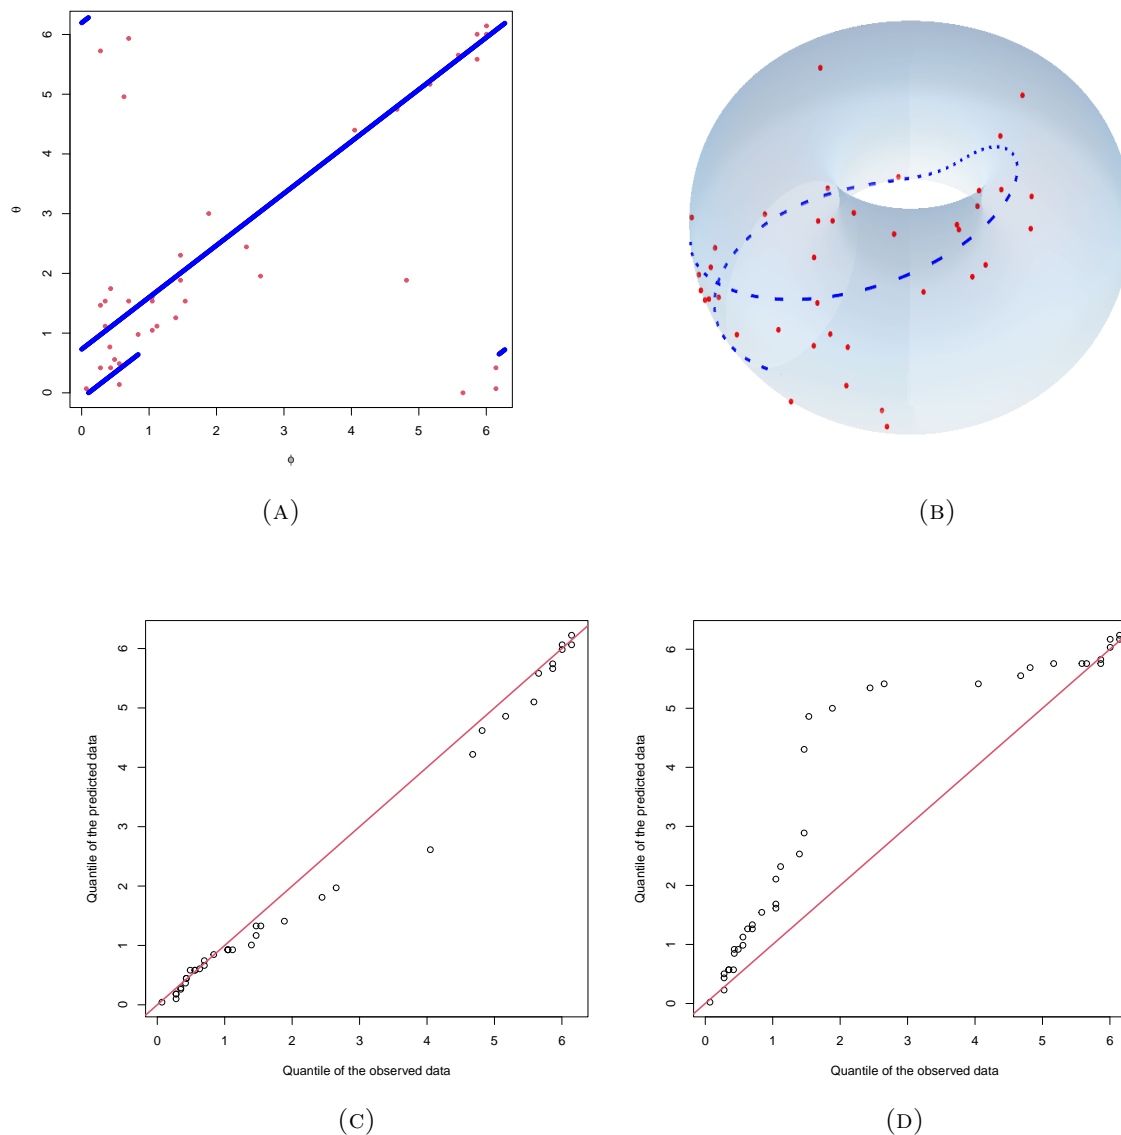 0 1 2 3 4 5 6
θ
0 1 2 3 4 5 6
ϕ
(A)
(B)
0 1 2 3 4 5 6
Quantile of the predicted data
0 1 2 3 4 5 6
Quantile of the observed data
(C)
0 1 2 3 4 5 6
Quantile of the predicted data
0 1 2 3 4 5 6
Quantile of the observed data
(D)